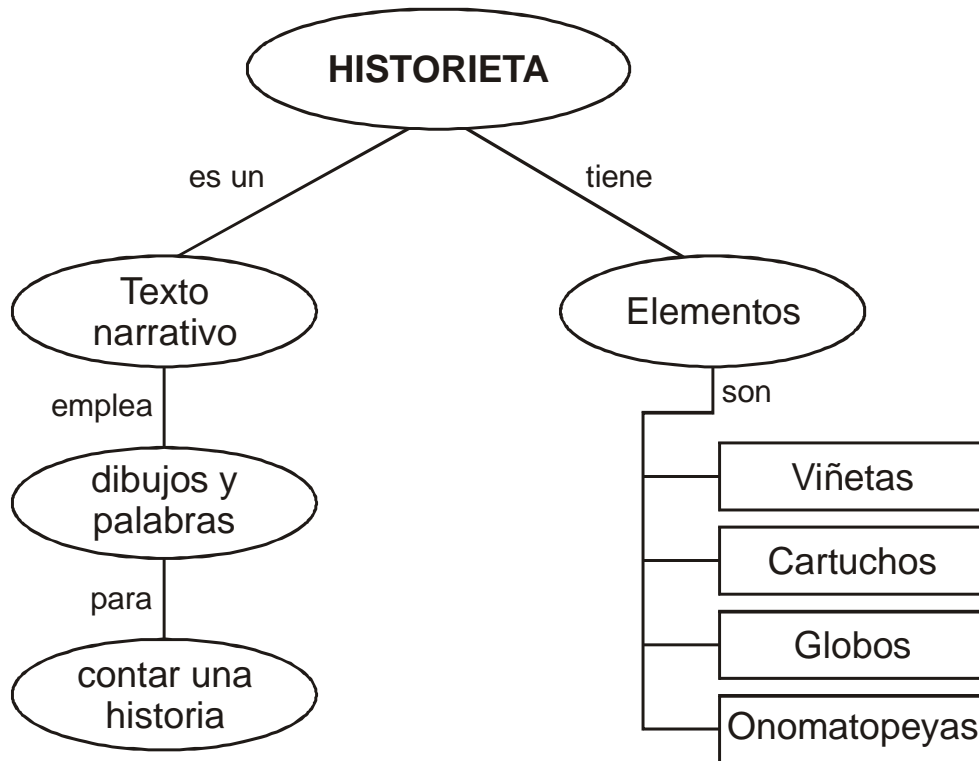 HISTORIETA
es un
tiene
Texto
narrativo
Elementos
emplea
son
dibujos y
palabras
Viñetas
Cartuchos
para
Globos
contar una
historia
Onomatopeyas